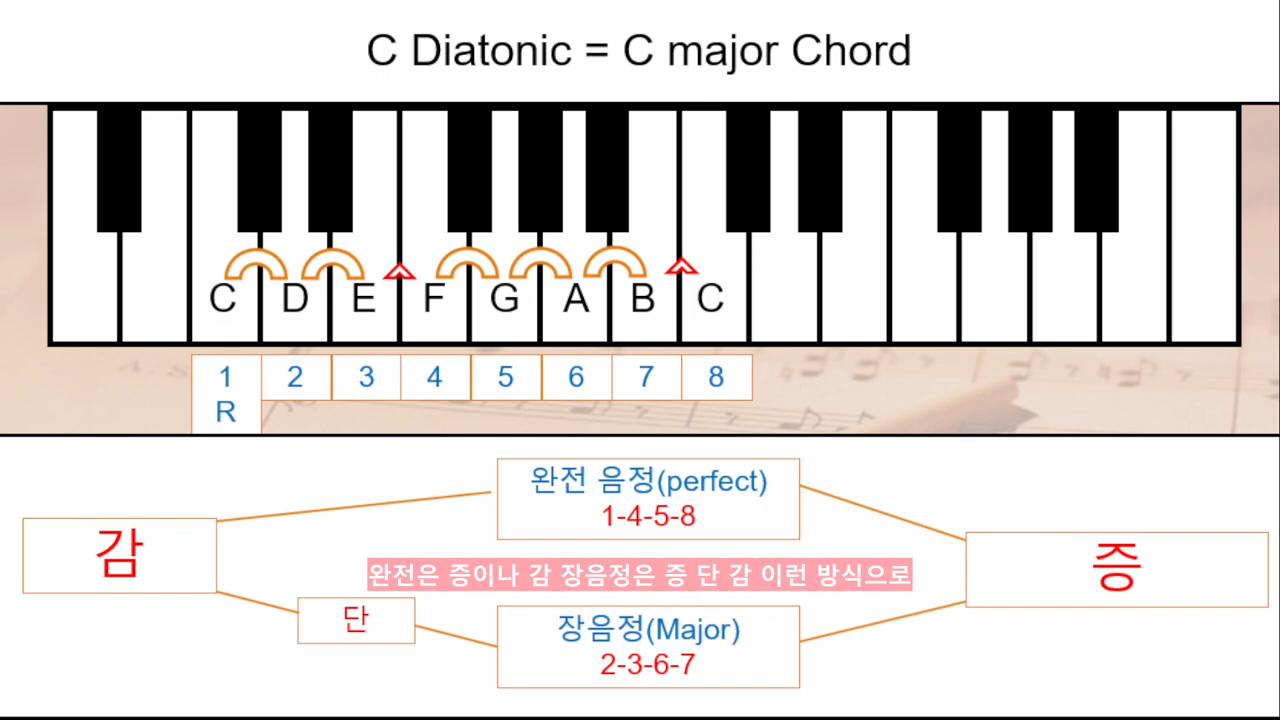 C Diatonic = C major Chord
C D E F G A B C
1 2 3 4 5 6 7 8
R
완전 음정(perfect)
1-4-5-8
감
증
완전은 증이나 감 장음정은 증 단 감 이런 방식으로
단
장음정(Major)
2-3-6-7